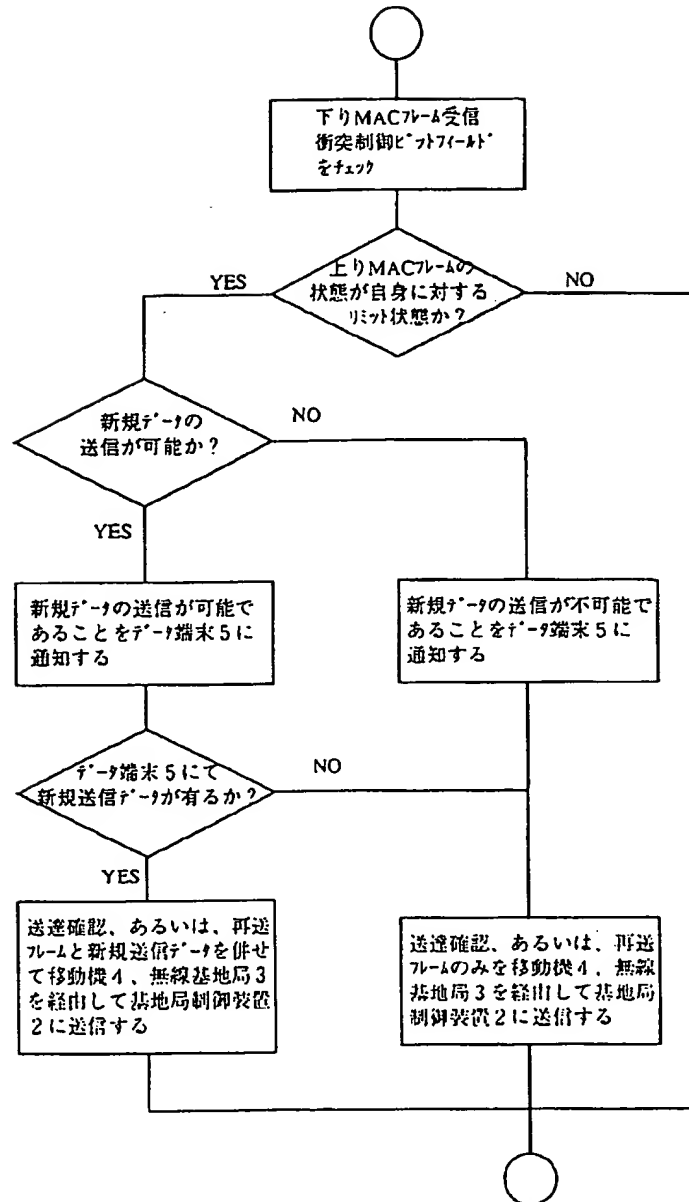 下りMACﾌﾚｰﾑ受信
衝突制御ﾋﾞｯﾄﾌｨｰﾙﾄﾞ
をチェック
上りMACﾌﾚｰﾑの
状態が自身に対する
ﾘﾐｯﾄ状態か?
YES
NO
新規ﾃﾞｰﾀの
送信が可能か?
NO
YES
新規ﾃﾞｰﾀの送信が可能で
あることをﾃﾞｰﾀ端末5に
通知する
新規ﾃﾞｰﾀの送信が不可能で
あることをﾃﾞｰﾀ端末5に
通知する
ﾃﾞｰﾀ端末5にて
新規送信ﾃﾞｰﾀが有るか?
NO
YES
送達確認、あるいは、再送
ﾌﾚｰﾑと新規送信ﾃﾞｰﾀを併せ
て移動機4、無線基地局3
を経由して基地局制御装置
2に送信する
送達確認、あるいは、再送
ﾌﾚｰﾑのみを移動機4、無線
基地局3を経由して基地局
制御装置2に送信する